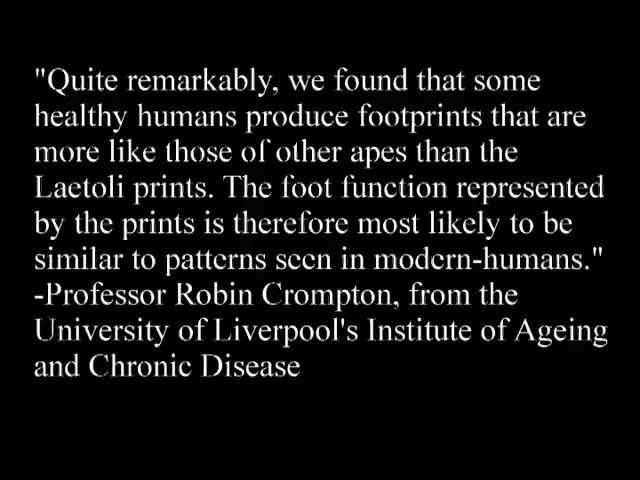 "Quite remarkably, we found that some
healthy humans produce footprints that are
more like those of other apes than the
Laetoli prints. The foot function represented
by the prints is therefore most likely to be
similar to patterns seen in modern-humans."
-Professor Robin Crompton, from the
University of Liverpool's Institute of Ageing
and Chronic Disease